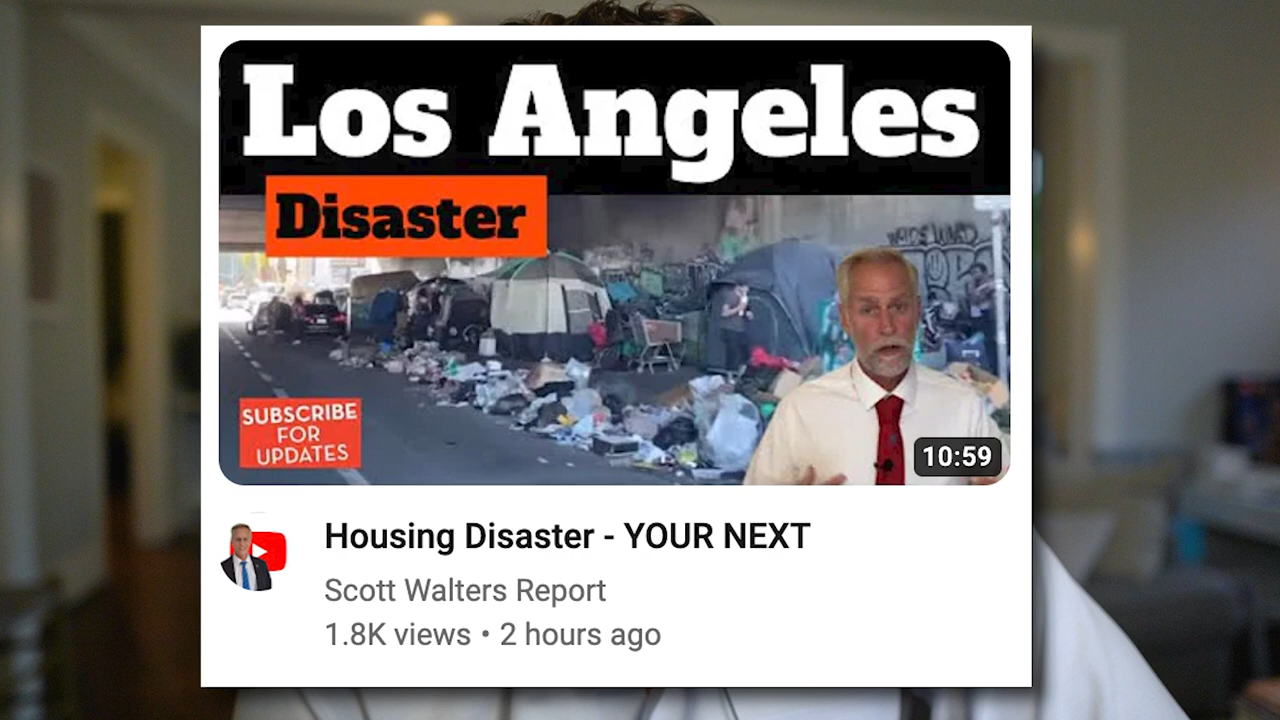 Los Angeles
Disaster
SUBSCRIBE
FOR
UPDATES
10:59
Housing Disaster - YOUR NEXT
Scott Walters Report
1.8K views • 2 hours ago